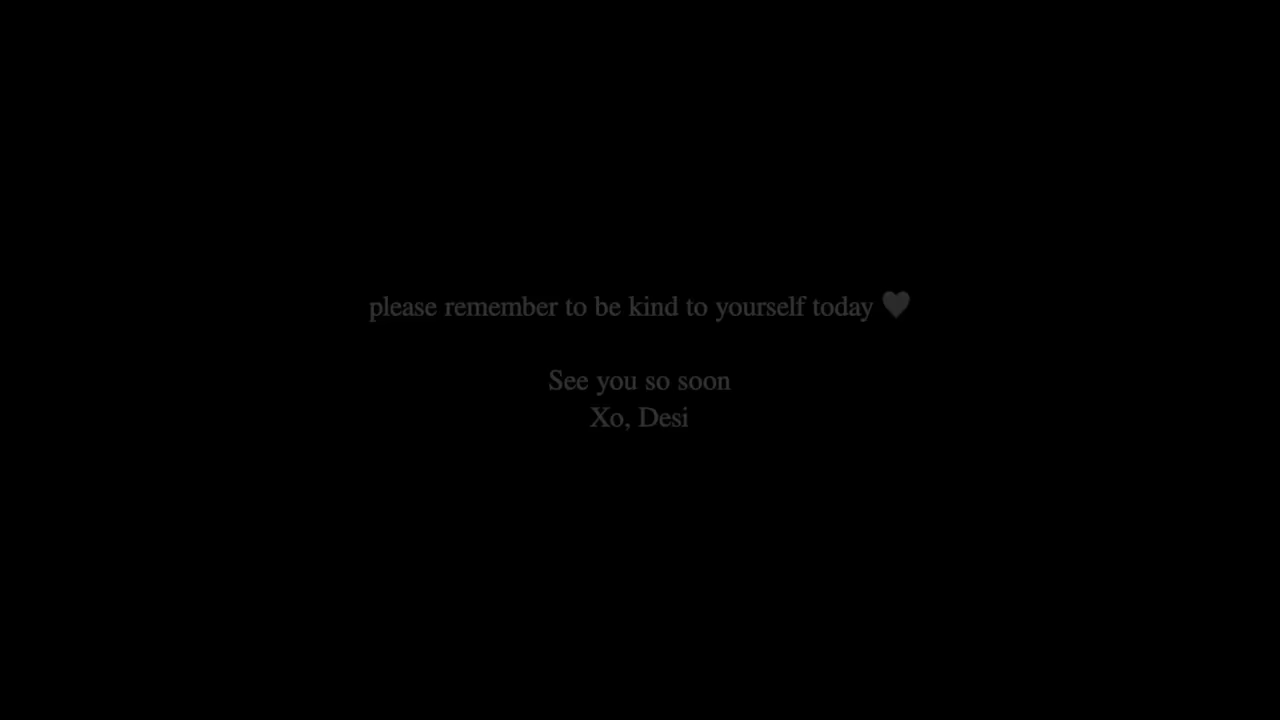 please remember to be kind to yourself today 🖤
See you so soon
Xo, Desi